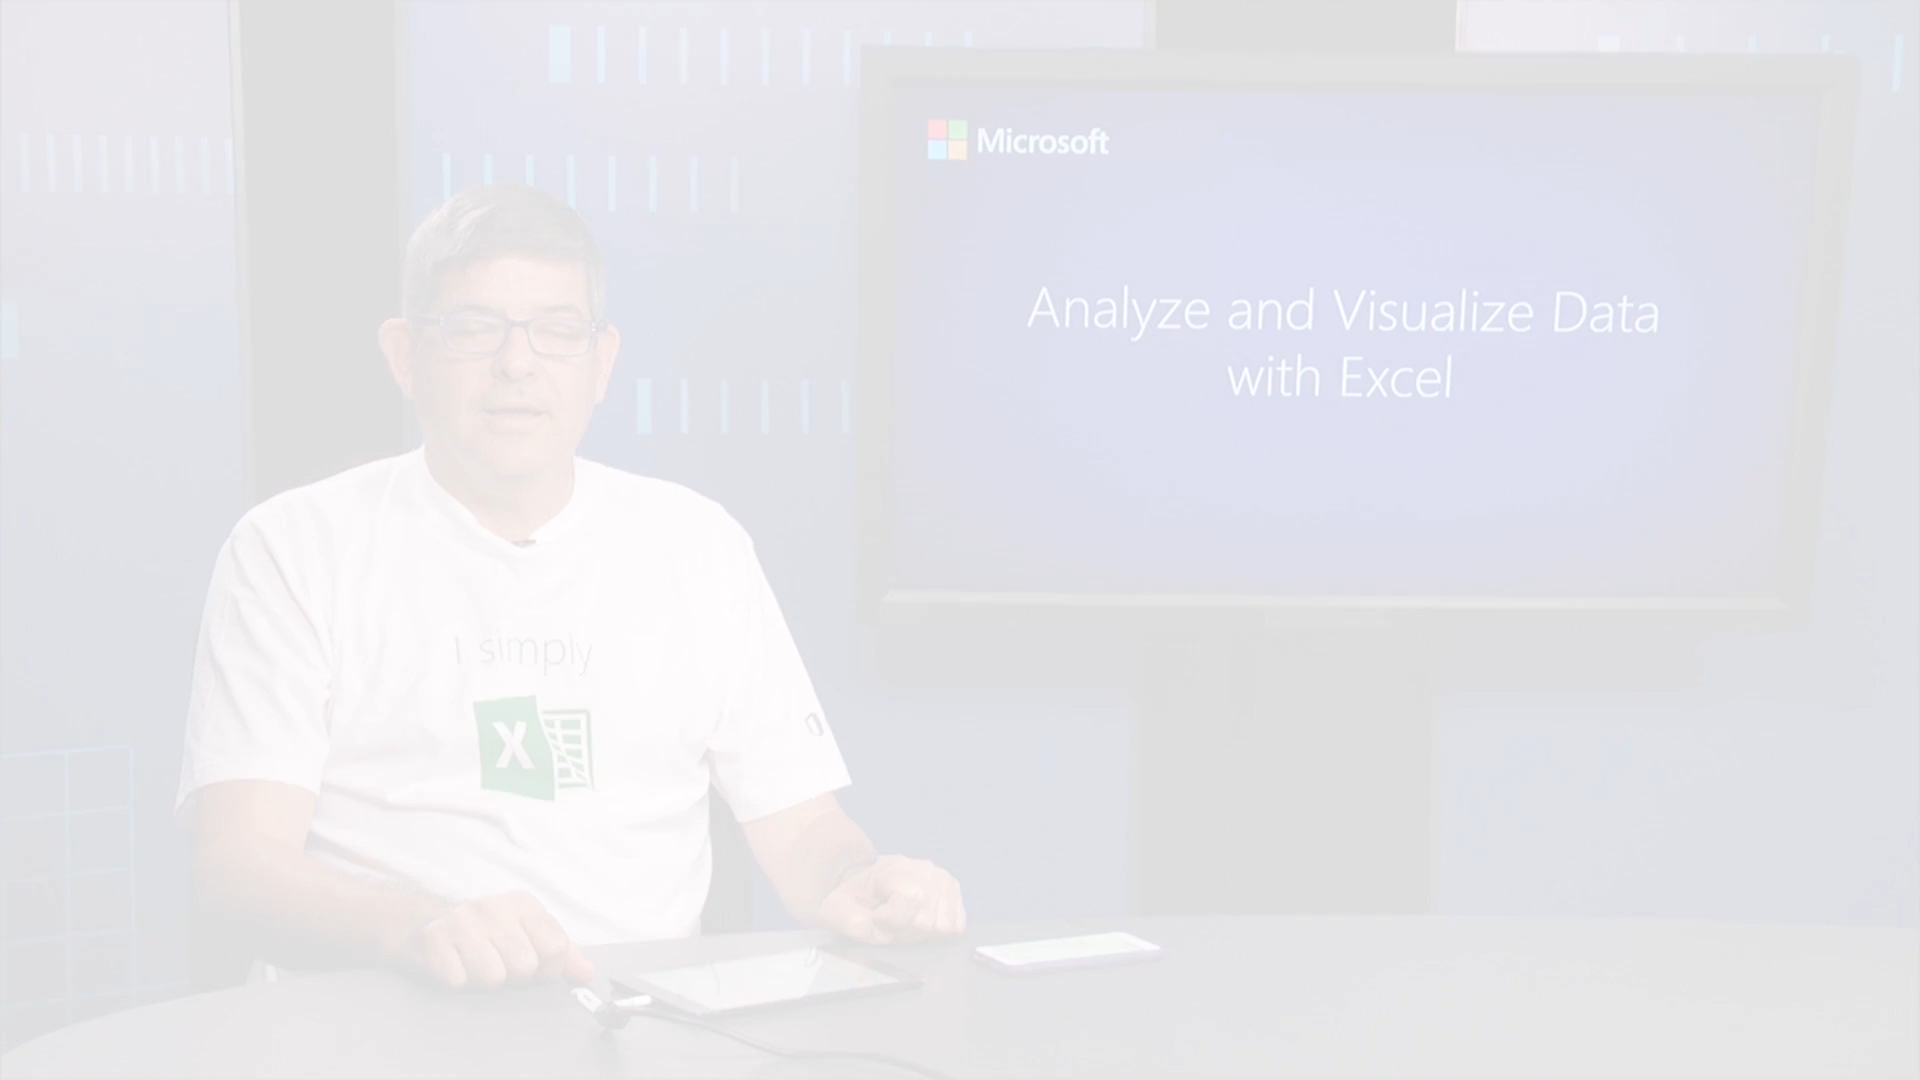 Microsoft
Analyze and Visualize Data
with Excel
I simply
X